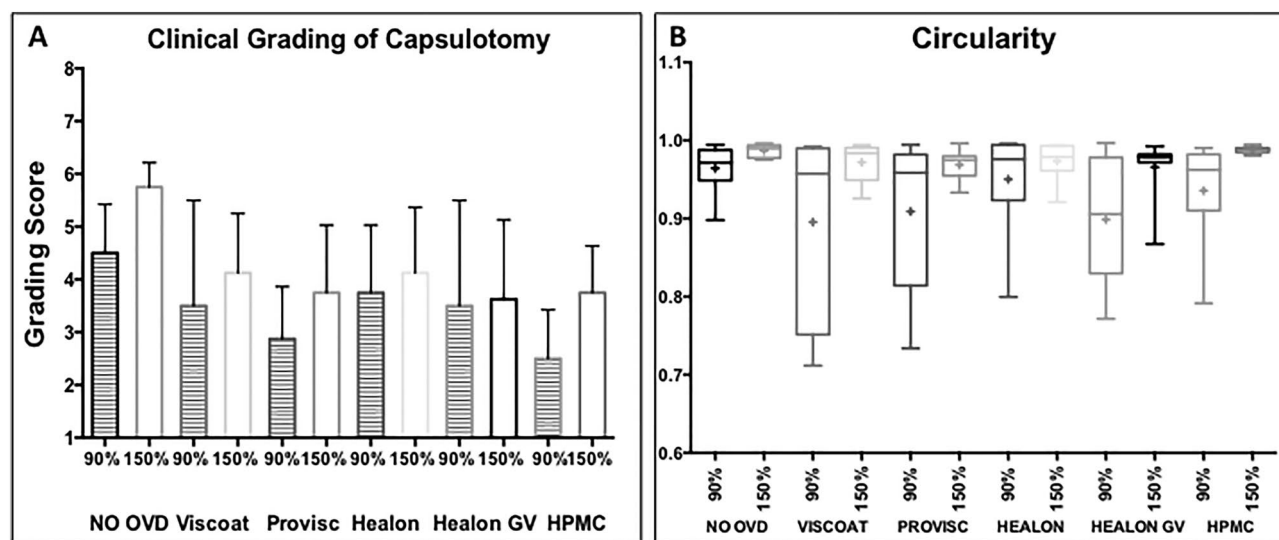 A
Clinical Grading of Capsulotomy
Grading Score
8
7
6
5
4
3
2
1
90% 150% 90% 150% 90% 150% 90% 150% 90% 150% 90% 150%
NO OVD Viscoat Provisc Healon Healon GV HPMC
B
Circularity
1.1
1.0
0.9
0.8
0.7
0.6
90% 150% 90% 150% 90% 150% 90% 150% 90% 150% 90% 150%
NO OVD VISCOAT PROVISC HEALON HEALON GV HPMC